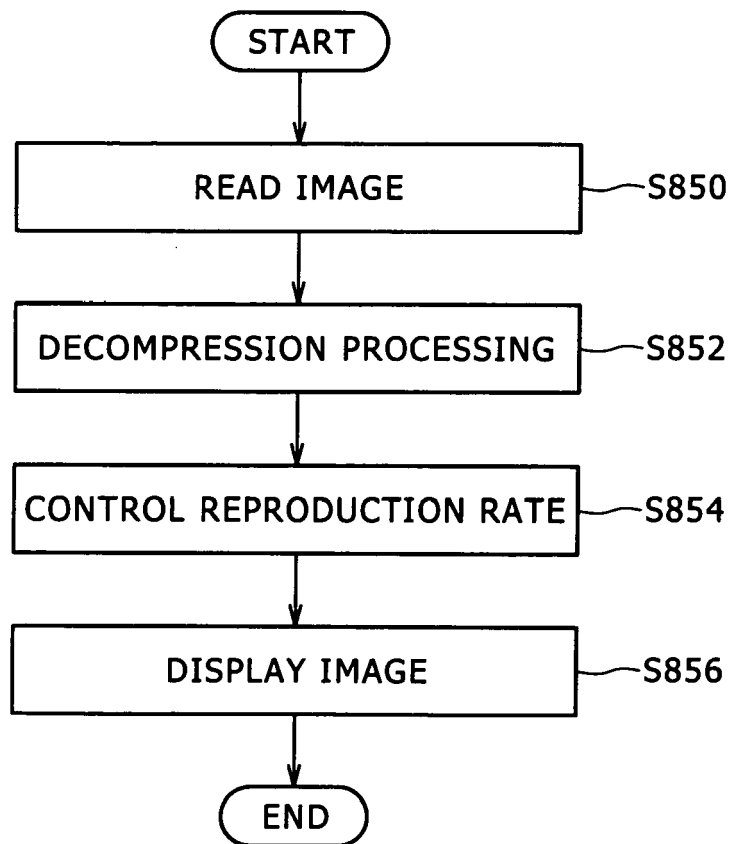 START
READ IMAGE
S850
DECOMPRESSION PROCESSING
S852
CONTROL REPRODUCTION RATE
S854
DISPLAY IMAGE
S856
END